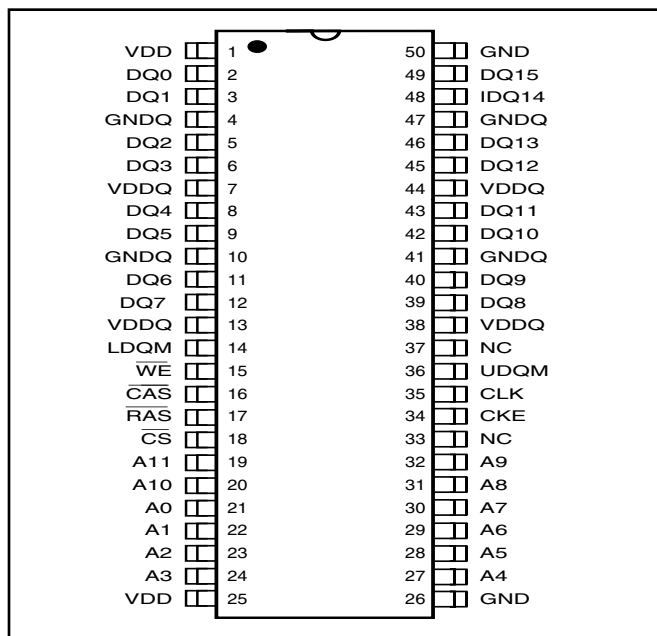 VDD 1 50 GND
DQ0 2 49 DQ15
DQ1 3 48 IDQ14
GNDQ 4 47 GNDQ
DQ2 5 46 DQ13
DQ3 6 45 DQ12
VDDQ 7 44 VDDQ
DQ4 8 43 DQ11
DQ5 9 42 DQ10
GNDQ 10 41 GNDQ
DQ6 11 40 DQ9
DQ7 12 39 DQ8
VDDQ 13 38 VDDQ
LDQM 14 37 NC
W̅E̅ 15 36 UDQM
C̅A̅S̅ 16 35 CLK
R̅A̅S̅ 17 34 CKE
C̅S̅ 18 33 NC
A11 19 32 A9
A10 20 31 A8
A0 21 30 A7
A1 22 29 A6
A2 23 28 A5
A3 24 27 A4
VDD 25 26 GND